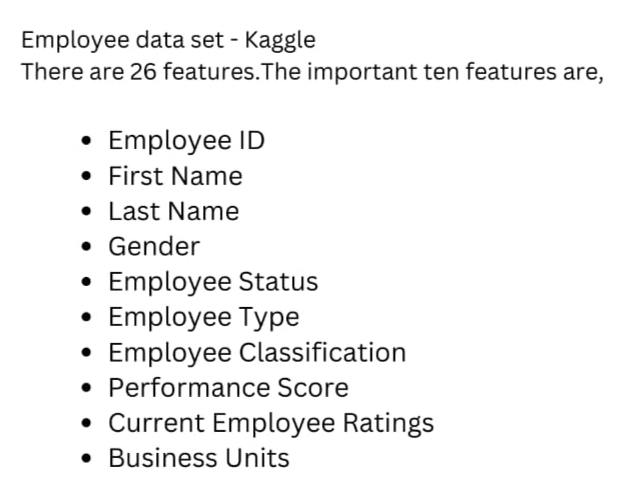 Employee data set - Kaggle
There are 26 features.The important ten features are,
• Employee ID
• First Name
• Last Name
• Gender
• Employee Status
• Employee Type
• Employee Classification
• Performance Score
• Current Employee Ratings
• Business Units